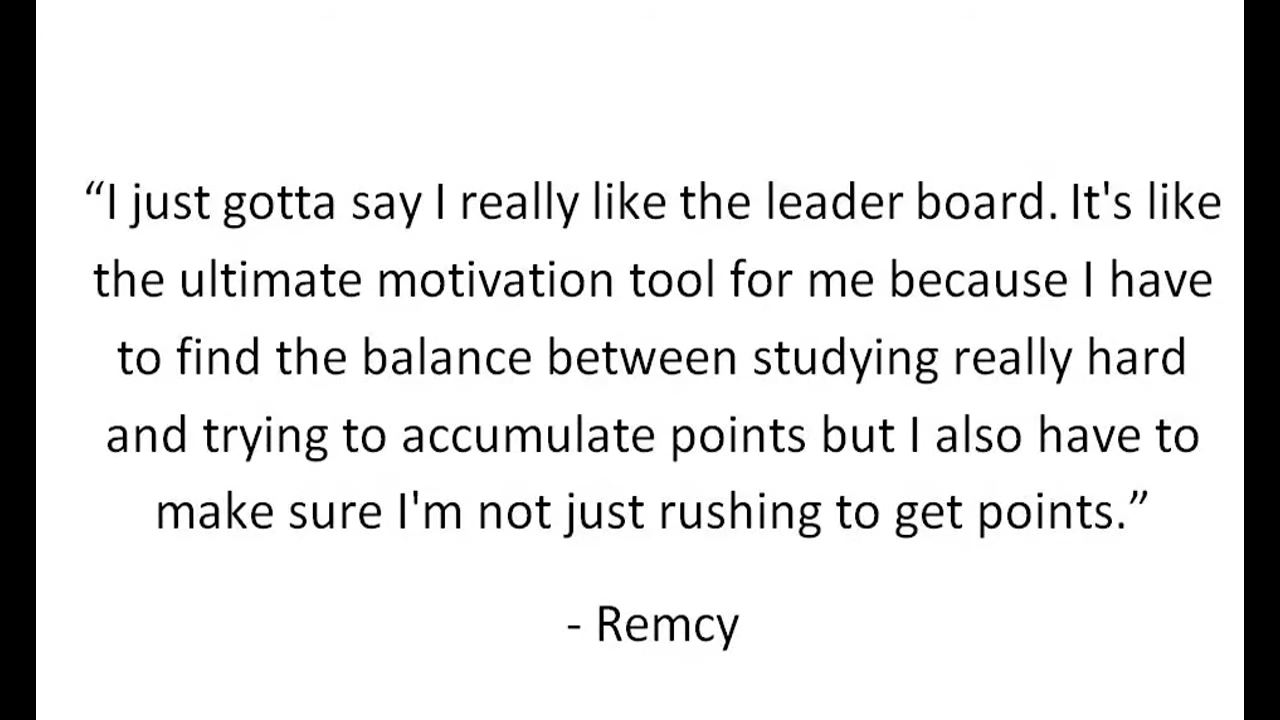 “I just gotta say I really like the leader board. It's like
the ultimate motivation tool for me because I have
to find the balance between studying really hard
and trying to accumulate points but I also have to
make sure I'm not just rushing to get points.”
- Remcy